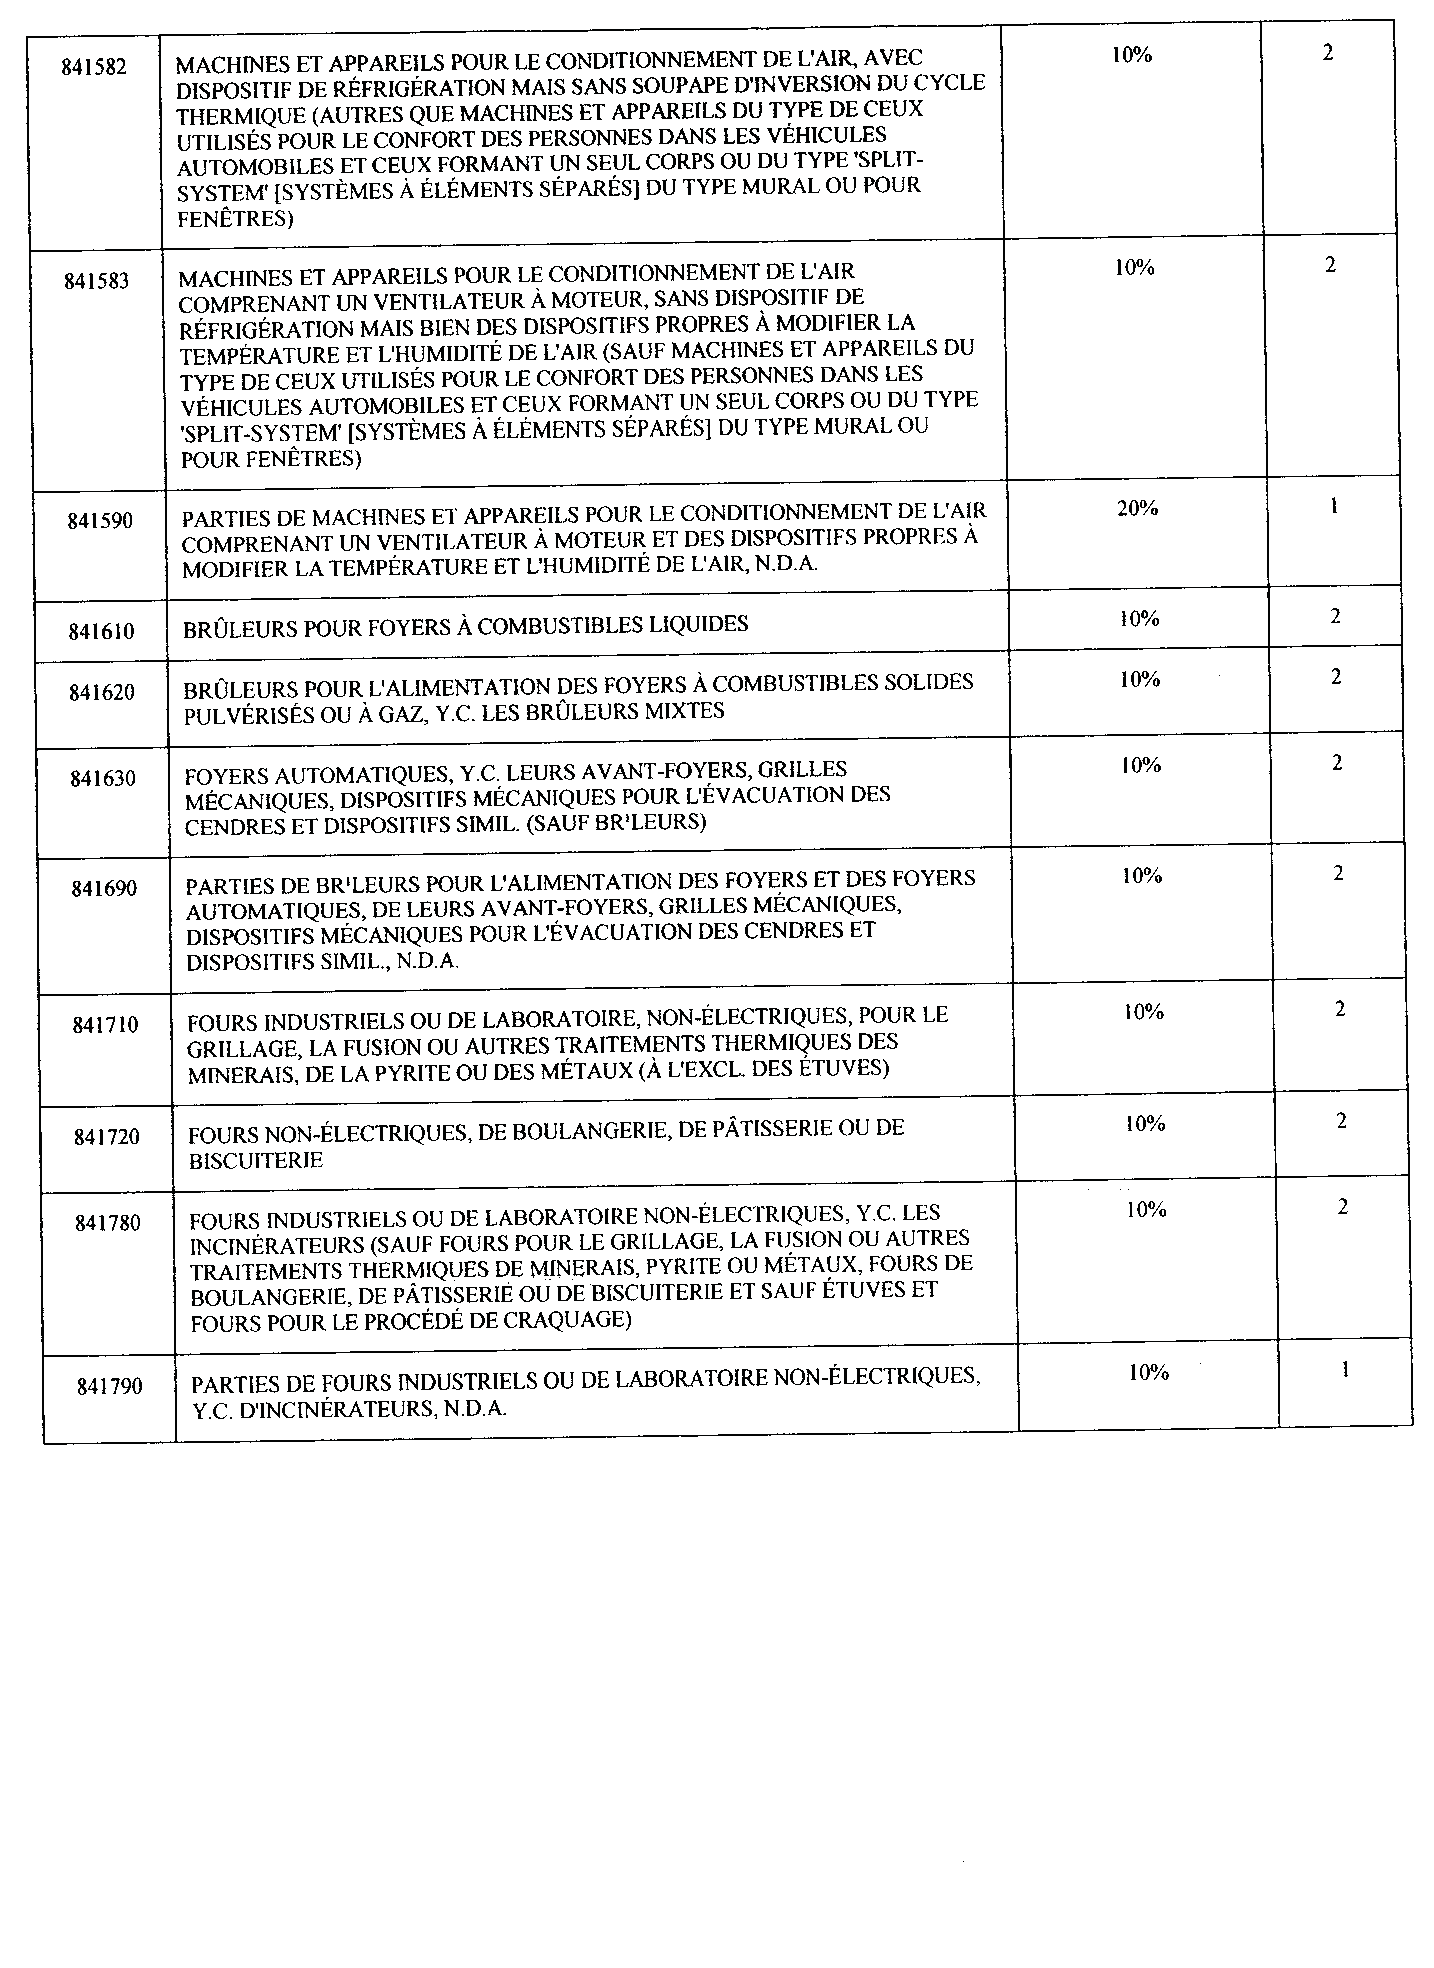 841582 MACHINES ET APPAREILS POUR LE CONDITIONNEMENT DE L'AIR, AVEC 10% 2
DISPOSITIF DE RÉFRIGÉRATION MAIS SANS SOUPAPE D'INVERSION DU CYCLE
THERMIQUE (AUTRES QUE MACHINES ET APPAREILS DU TYPE DE CEUX
UTILISÉS POUR LE CONFORT DES PERSONNES DANS LES VÉHICULES
AUTOMOBILES ET CEUX FORMANT UN SEUL CORPS OU DU TYPE 'SPLIT-
SYSTEM' [SYSTÈMES À ÉLÉMENTS SÉPARÉS] DU TYPE MURAL OU POUR
FENÊTRES)
841583 MACHINES ET APPAREILS POUR LE CONDITIONNEMENT DE L'AIR 10% 2
COMPRENANT UN VENTILATEUR À MOTEUR, SANS DISPOSITIF DE
RÉFRIGÉRATION MAIS BIEN DES DISPOSITIFS PROPRES À MODIFIER LA
TEMPÉRATURE ET L'HUMIDITÉ DE L'AIR (SAUF MACHINES ET APPAREILS DU
TYPE DE CEUX UTILISÉS POUR LE CONFORT DES PERSONNES DANS LES
VÉHICULES AUTOMOBILES ET CEUX FORMANT UN SEUL CORPS OU DU TYPE
'SPLIT-SYSTEM' [SYSTÈMES À ÉLÉMENTS SÉPARÉS] DU TYPE MURAL OU
POUR FENÊTRES)
841590 PARTIES DE MACHINES ET APPAREILS POUR LE CONDITIONNEMENT DE L'AIR 20% 1
COMPRENANT UN VENTILATEUR À MOTEUR ET DES DISPOSITIFS PROPRES À
MODIFIER LA TEMPÉRATURE ET L'HUMIDITÉ DE L'AIR, N.D.A.
841610 BRÛLEURS POUR FOYERS À COMBUSTIBLES LIQUIDES 10% 2
841620 BRÛLEURS POUR L'ALIMENTATION DES FOYERS À COMBUSTIBLES SOLIDES 10% 2
PULVÉRISÉS OU À GAZ, Y.C. LES BRÛLEURS MIXTES
841630 FOYERS AUTOMATIQUES, Y.C. LEURS AVANT-FOYERS, GRILLES 10% 2
MÉCANIQUES, DISPOSITIFS MÉCANIQUES POUR L'ÉVACUATION DES
CENDRES ET DISPOSITIFS SIMIL. (SAUF BR'LEURS)
841690 PARTIES DE BR'LEURS POUR L'ALIMENTATION DES FOYERS ET DES FOYERS 10% 2
AUTOMATIQUES, DE LEURS AVANT-FOYERS, GRILLES MÉCANIQUES,
DISPOSITIFS MÉCANIQUES POUR L'ÉVACUATION DES CENDRES ET
DISPOSITIFS SIMIL., N.D.A.
841710 FOURS INDUSTRIELS OU DE LABORATOIRE, NON-ÉLECTRIQUES, POUR LE 10% 2
GRILLAGE, LA FUSION OU AUTRES TRAITEMENTS THERMIQUES DES
MINERAIS, DE LA PYRITE OU DES MÉTAUX (À L'EXCL. DES ÉTUVES)
841720 FOURS NON-ÉLECTRIQUES, DE BOULANGERIE, DE PÂTISSERIE OU DE 10% 2
BISCUITERIE
841780 FOURS INDUSTRIELS OU DE LABORATOIRE NON-ÉLECTRIQUES, Y.C. LES 10% 2
INCINÉRATEURS (SAUF FOURS POUR LE GRILLAGE, LA FUSION OU AUTRES
TRAITEMENTS THERMIQUES DE MINERAIS, PYRITE OU MÉTAUX, FOURS DE
BOULANGERIE, DE PÂTISSERIE OU DE BISCUITERIE ET SAUF ÉTUVES ET
FOURS POUR LE PROCÉDÉ DE CRAQUAGE)
841790 PARTIES DE FOURS INDUSTRIELS OU DE LABORATOIRE NON-ÉLECTRIQUES, 10% 1
Y.C. D'INCINÉRATEURS, N.D.A.